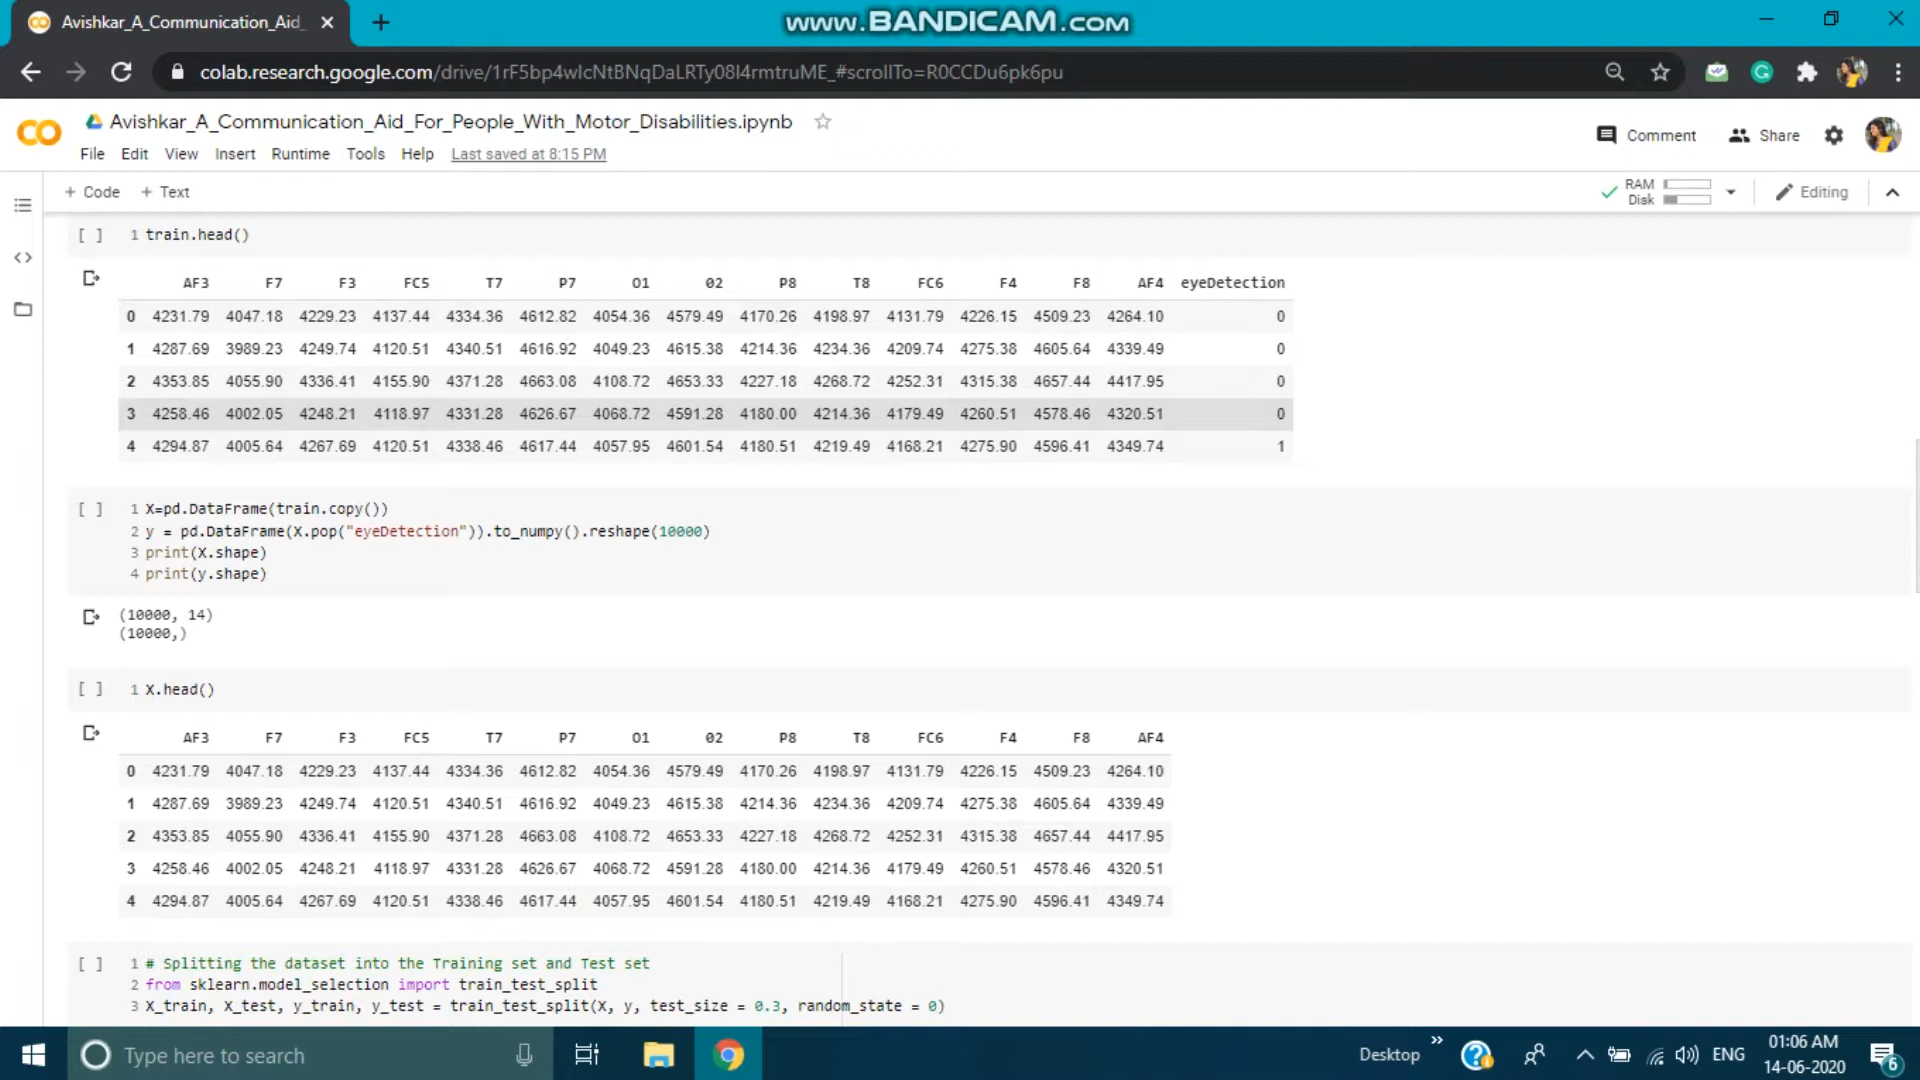 Avishkar_A_Communication_Aid_
www.BANDICAM.com
colab.research.google.com/drive/1rF5bp4wlcNtBNqDaLRTy08I4rmtruME_#scrollTo=R0CCDu6pk6pu
Avishkar_A_Communication_Aid_For_People_With_Motor_Disabilities.ipynb
Comment Share
File Edit View Insert Runtime Tools Help Last saved at 8:15 PM
+ Code + Text
RAM
Disk
Editing
[ ] 1 train.head()
AF3 F7 F3 FC5 T7 P7 O1 02 P8 T8 FC6 F4 F8 AF4 eyeDetection
0 4231.79 4047.18 4229.23 4137.44 4334.36 4612.82 4054.36 4579.49 4170.26 4198.97 4131.79 4226.15 4509.23 4264.10 0
1 4287.69 3989.23 4249.74 4120.51 4340.51 4616.92 4049.23 4615.38 4214.36 4234.36 4209.74 4275.38 4605.64 4339.49 0
2 4353.85 4055.90 4336.41 4155.90 4371.28 4663.08 4108.72 4653.33 4227.18 4268.72 4252.31 4315.38 4657.44 4417.95 0
3 4258.46 4002.05 4248.21 4118.97 4331.28 4626.67 4068.72 4591.28 4180.00 4214.36 4179.49 4260.51 4578.46 4320.51 0
4 4294.87 4005.64 4267.69 4120.51 4338.46 4617.44 4057.95 4601.54 4180.51 4219.49 4168.21 4275.90 4596.41 4349.74 1
[ ] 1 X=pd.DataFrame(train.copy())
2 y = pd.DataFrame(X.pop("eyeDetection")).to_numpy().reshape(10000)
3 print(X.shape)
4 print(y.shape)
(10000, 14)
(10000,)
[ ] 1 X.head()
AF3 F7 F3 FC5 T7 P7 O1 02 P8 T8 FC6 F4 F8 AF4
0 4231.79 4047.18 4229.23 4137.44 4334.36 4612.82 4054.36 4579.49 4170.26 4198.97 4131.79 4226.15 4509.23 4264.10
1 4287.69 3989.23 4249.74 4120.51 4340.51 4616.92 4049.23 4615.38 4214.36 4234.36 4209.74 4275.38 4605.64 4339.49
2 4353.85 4055.90 4336.41 4155.90 4371.28 4663.08 4108.72 4653.33 4227.18 4268.72 4252.31 4315.38 4657.44 4417.95
3 4258.46 4002.05 4248.21 4118.97 4331.28 4626.67 4068.72 4591.28 4180.00 4214.36 4179.49 4260.51 4578.46 4320.51
4 4294.87 4005.64 4267.69 4120.51 4338.46 4617.44 4057.95 4601.54 4180.51 4219.49 4168.21 4275.90 4596.41 4349.74
[ ] 1 # Splitting the dataset into the Training set and Test set
2 from sklearn.model_selection import train_test_split
3 X_train, X_test, y_train, y_test = train_test_split(X, y, test_size = 0.3, random_state = 0)
Type here to search
Desktop
ENG
01:06 AM
14-06-2020
6